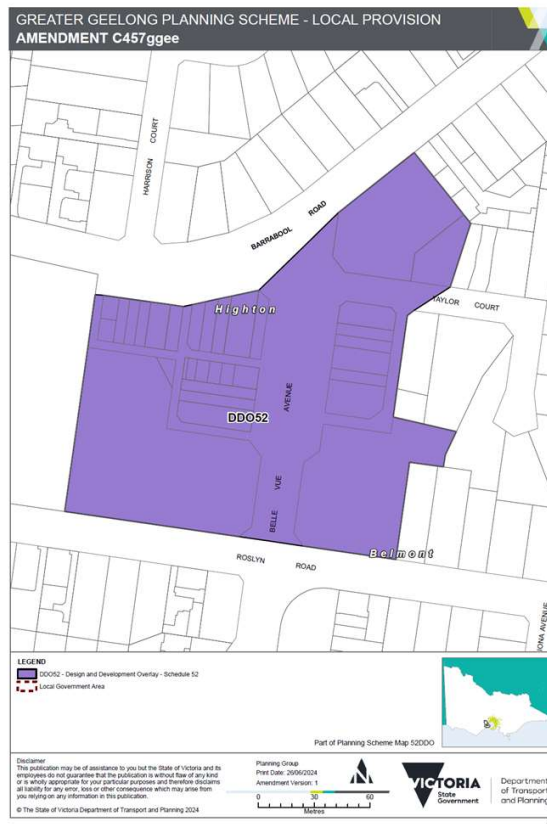 GREATER GEELONG PLANNING SCHEME - LOCAL PROVISION
AMENDMENT C457ggee
HARRISON COURT
BARRABOOL ROAD
Highton
TAYLOR COURT
DDO52
BELLE VUE AVENUE
Belmont
ROSLYN ROAD
IONA AVENUE
LEGEND
DDO52 - Design and Development Overlay - Schedule 52
Local Government Area
Part of Planning Scheme Map 52DDO
Disclaimer
This publication may be of assistance to you but the State of Victoria and its
employees do not guarantee that the publication is without flaw of any kind
or is wholly appropriate for your particular purposes and therefore disclaims
all liability for any error, loss or other consequence which may arise from
you relying on any information in this publication.
© The State of Victoria Department of Transport and Planning 2024
Planning Group
Print Date: 26/06/2024
Amendment Version: 1
0 30 60
Metres
VICTORIA
State
Government
Department
of Transport
and Planning